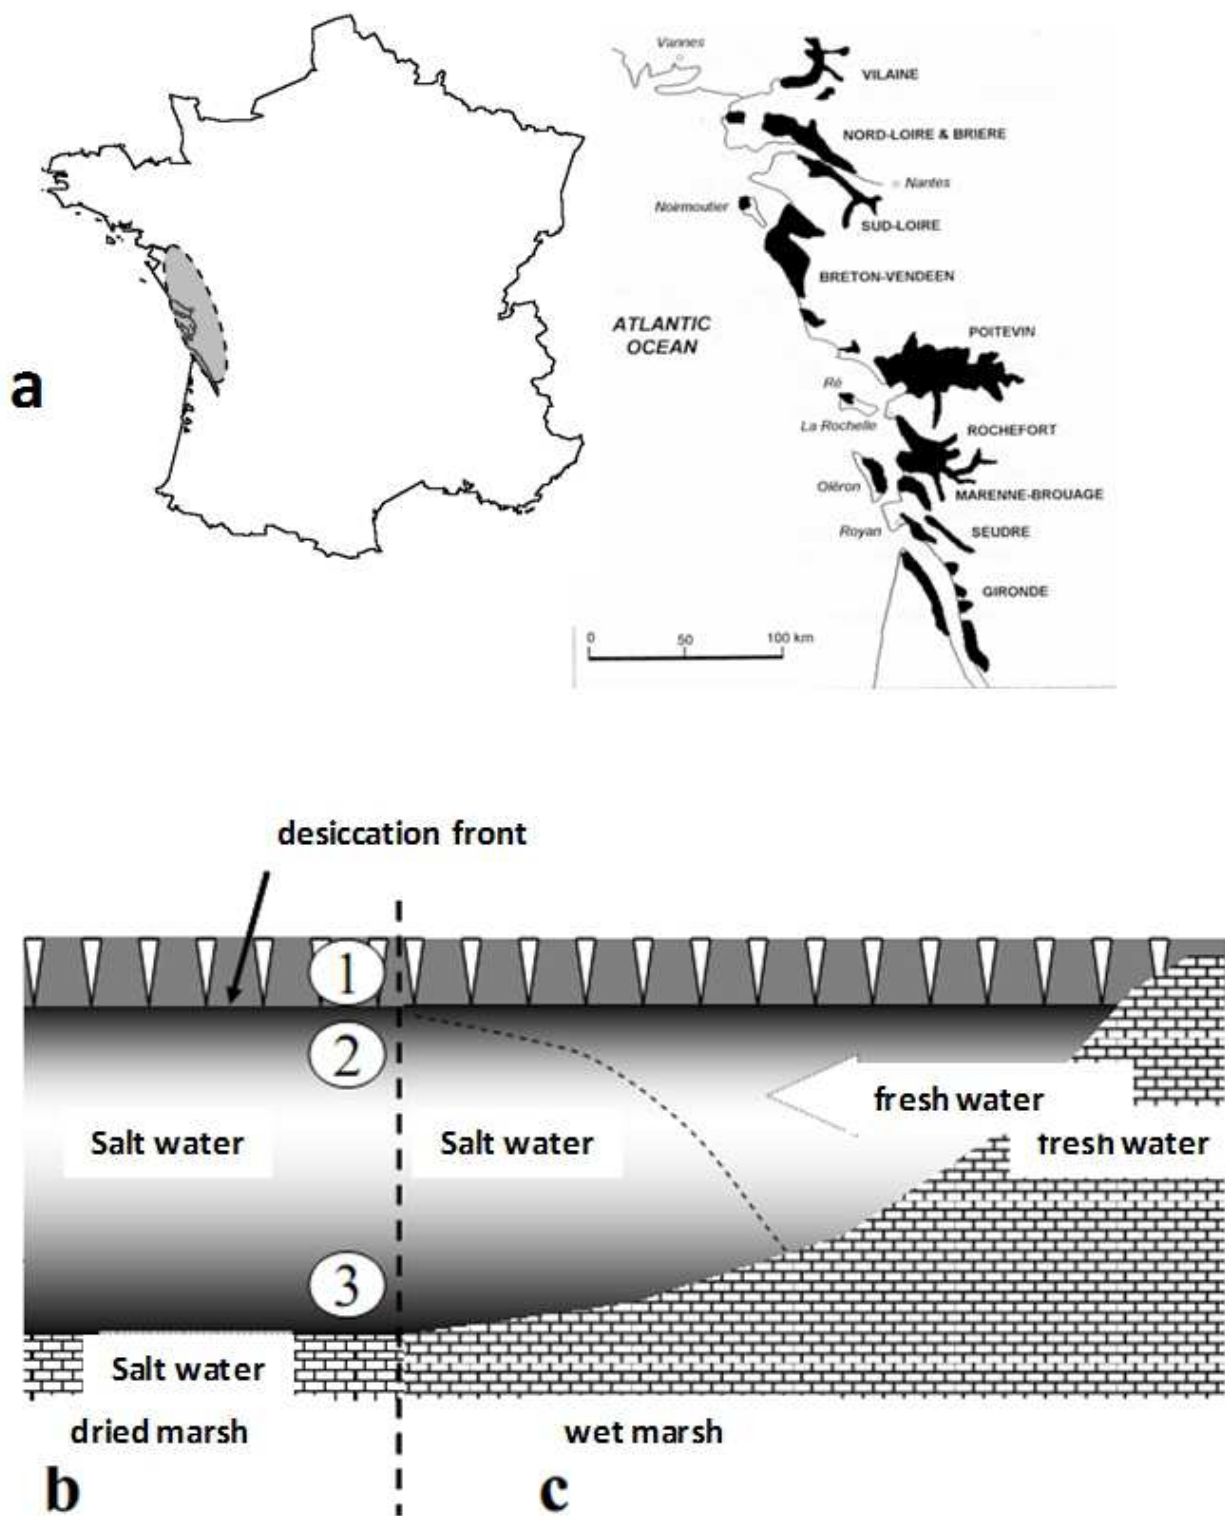 Vannes
VILAINE
NORD-LOIRE & BRIERE
Nantes
Noirmoutier
SUD-LOIRE
BRETON-VENDEEN
ATLANTIC
OCEAN
POITEVIN
a
Ré
La Rochelle
ROCHEFORT
Oléron
MARENNE-BROUAGE
Royan
SEUDRE
GIRONDE
0 50 100 km
desiccation front
1
2
fresh water
Salt water
Salt water
fresh water
3
Salt water
dried marsh
wet marsh
b
c